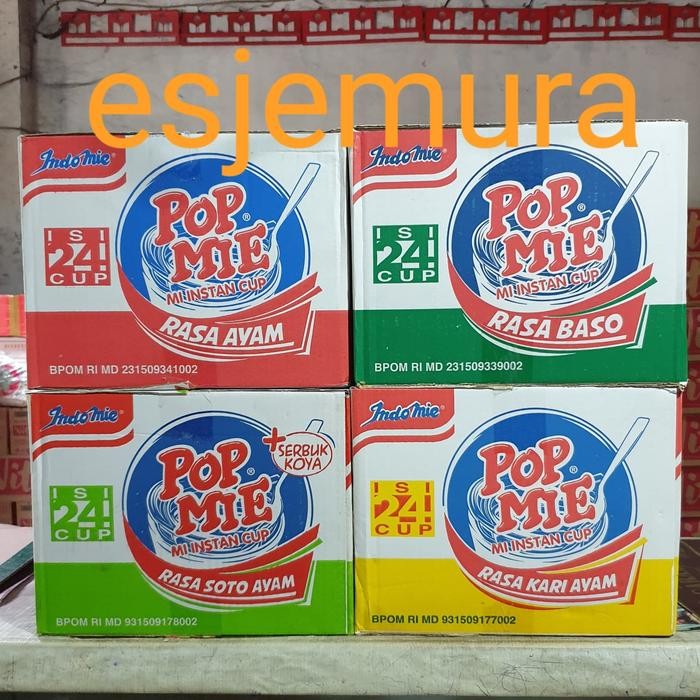 esjemura
Indomie
ISI
24
CUP
POP
MIE
MI INSTAN CUP
RASA AYAM
BPOM RI MD 231509341002
Indomie
ISI
24
CUP
POP
MIE
MI INSTAN CUP
RASA BASO
BPOM RI MD 231509339002
Indomie
ISI
24
CUP
POP
MIE
+ SERBUK
KOYA
MI INSTAN CUP
RASA SOTO AYAM
BPOM RI MD 931509178002
Indomie
ISI
24
CUP
POP
MIE
MI INSTAN CUP
RASA KARI AYAM
BPOM RI MD 931509177002